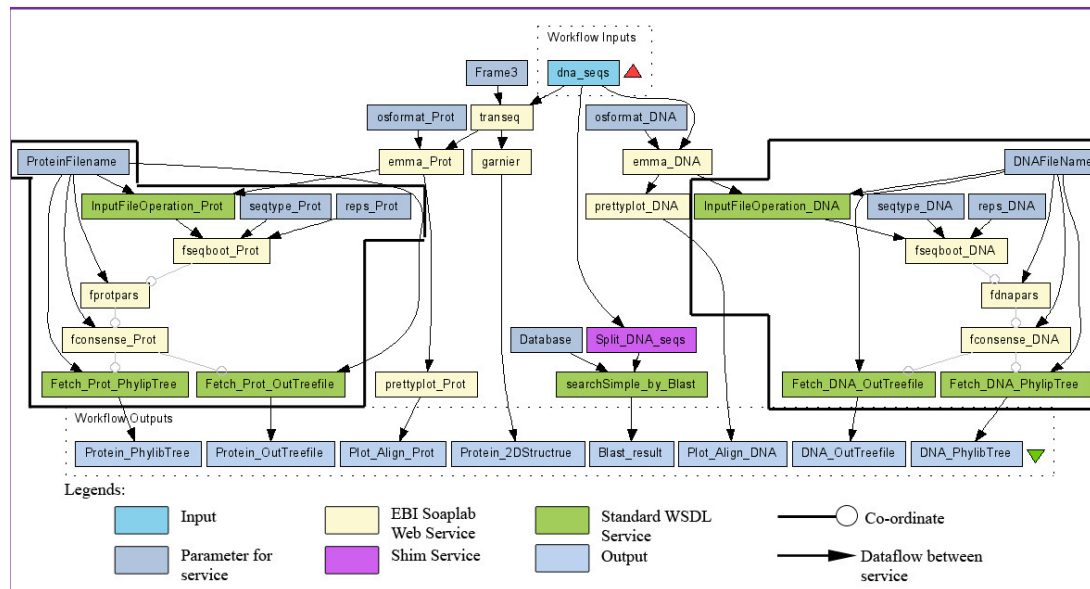 Workflow Inputs
Frame3
dna_seqs
osformat_Prot
transeq
osformat_DNA
ProteinFilename
emma_Prot
garnier
emma_DNA
DNAFileName
InputFileOperation_Prot
seqtype_Prot
reps_Prot
prettyplot_DNA
InputFileOperation_DNA
seqtype_DNA
reps_DNA
fseqboot_Prot
fseqboot_DNA
fprotpars
fdnapars
fconsense_Prot
Database
Split_DNA_seqs
fconsense_DNA
Fetch_Prot_PhylipTree
Fetch_Prot_OutTreefile
prettyplot_Prot
searchSimple_by_Blast
Fetch_DNA_OutTreefile
Fetch_DNA_PhylipTree
Workflow Outputs
Protein_PhylibTree
Protein_OutTreefile
Plot_Align_Prot
Protein_2DStructrue
Blast_result
Plot_Align_DNA
DNA_OutTreefile
DNA_PhylibTree
Legends:
Input
EBI Soaplab
Web Service
Standard WSDL
Service
Co-ordinate
Parameter for
service
Shim Service
Output
Dataflow between
service